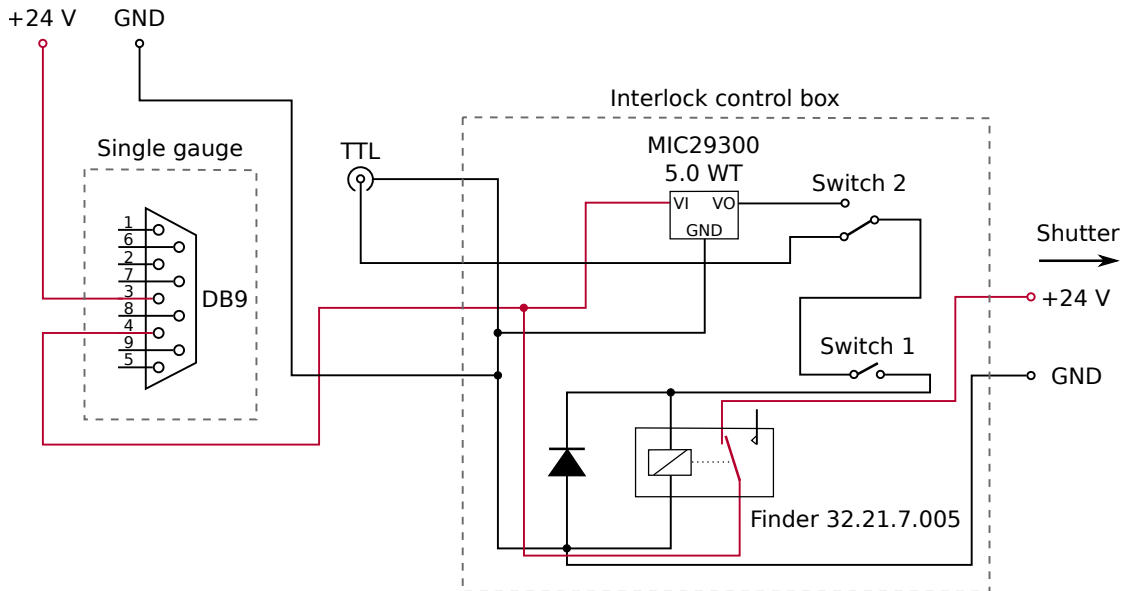 +24 V
GND
Interlock control box
Single gauge
TTL
MIC29300
5.0 WT
Switch 2
VI
VO
GND
1
6
2
7
3
8
4
9
5
DB9
Shutter
+24 V
Switch 1
GND
Finder 32.21.7.005